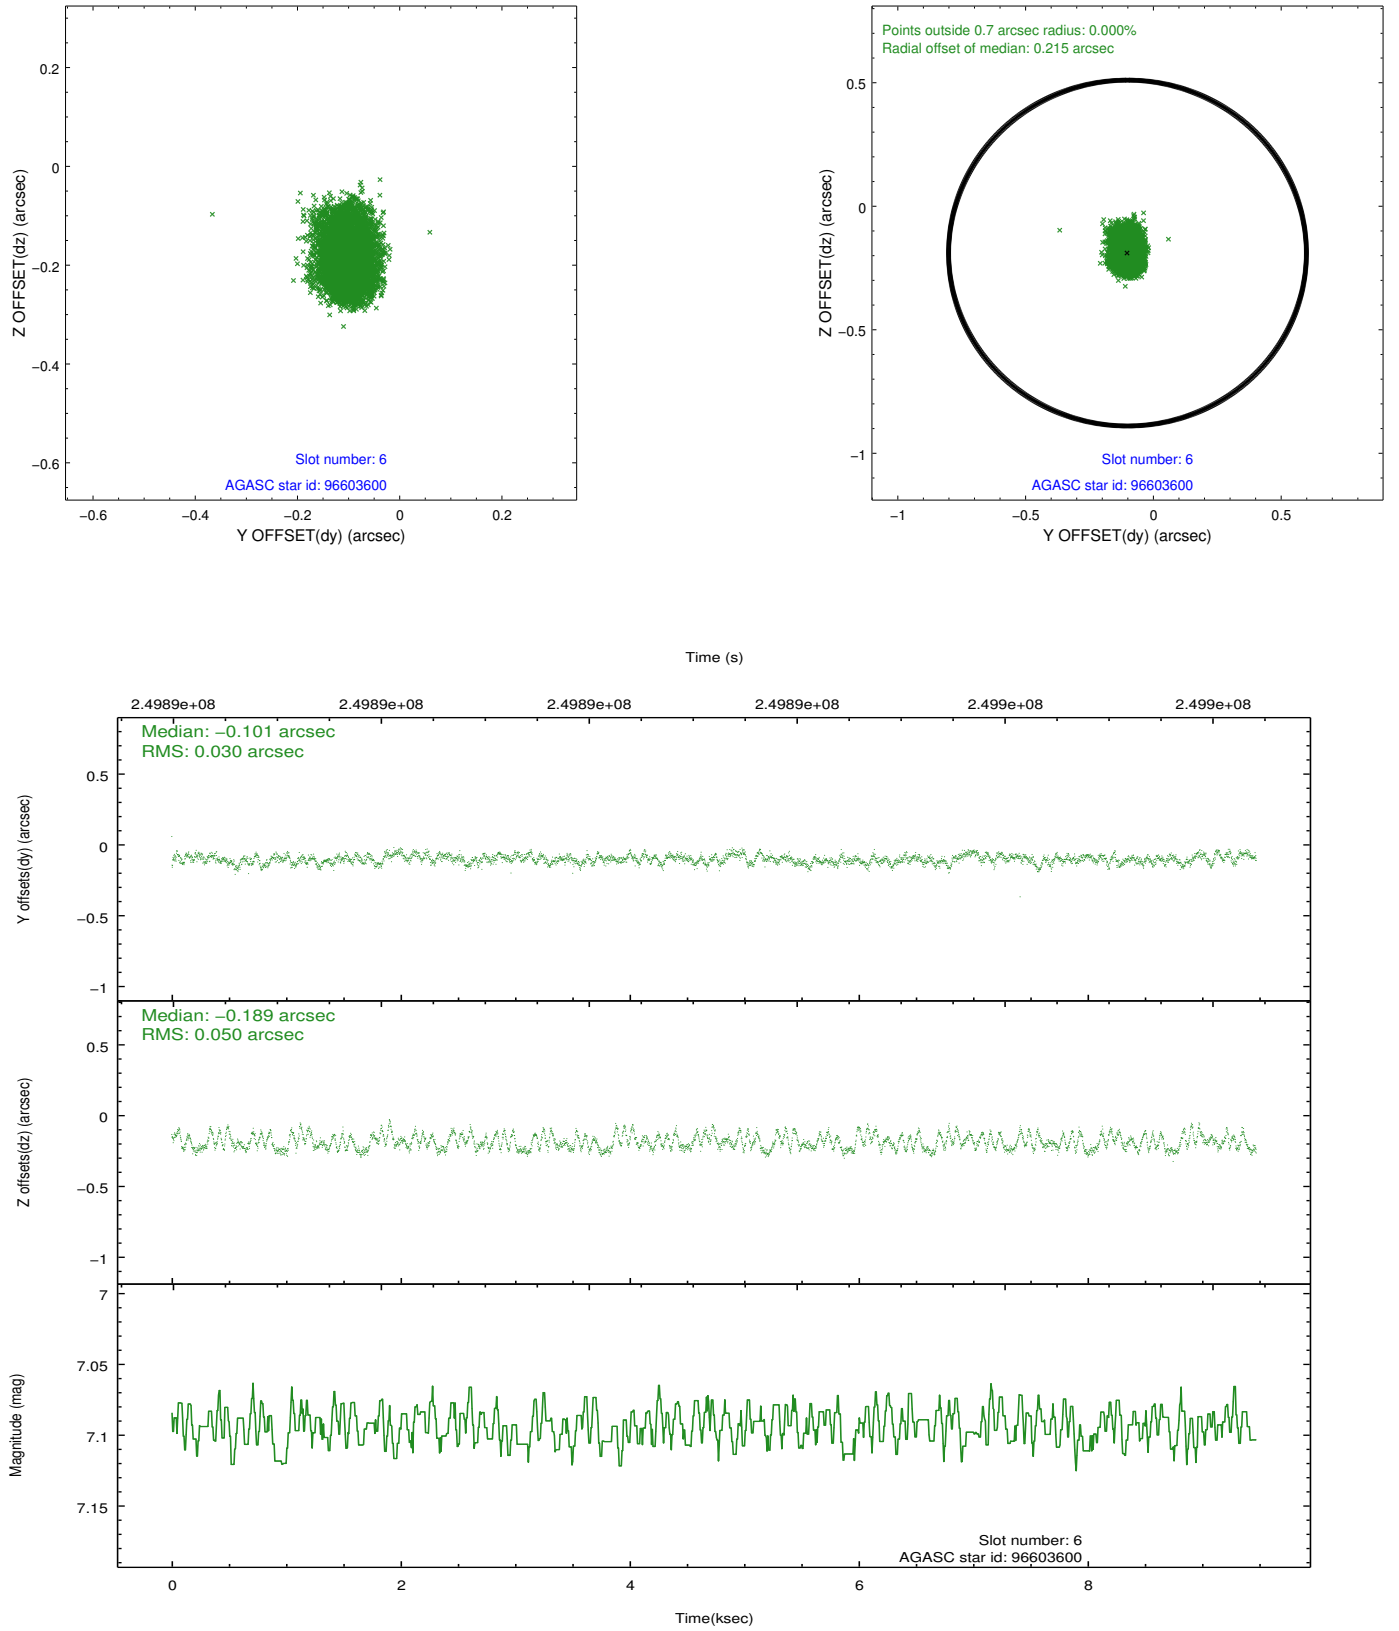 0.2
0
−0.2
−0.4
−0.6
Z OFFSET(dz) (arcsec)
Slot number: 6
AGASC star id: 96603600
−0.6 −0.4 −0.2 0 0.2
Y OFFSET(dy) (arcsec)
Points outside 0.7 arcsec radius: 0.000%
Radial offset of median: 0.215 arcsec
0.5
0
−0.5
−1
Z OFFSET(dz) (arcsec)
Slot number: 6
AGASC star id: 96603600
−1 −0.5 0 0.5
Y OFFSET(dy) (arcsec)
Time (s)
2.4989e+08 2.4989e+08 2.4989e+08 2.4989e+08 2.499e+08 2.499e+08
Median: −0.101 arcsec
RMS: 0.030 arcsec
0.5
0
−0.5
−1
Y offsets(dy) (arcsec)
Median: −0.189 arcsec
RMS: 0.050 arcsec
0.5
0
−0.5
−1
Z offsets(dz) (arcsec)
7
7.05
7.1
7.15
Magnitude (mag)
Slot number: 6
AGASC star id: 96603600
0 2 4 6 8
Time(ksec)